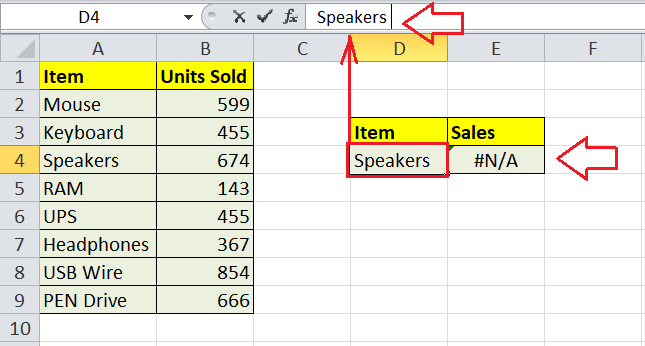 D4 fx Speakers
A B C D E F
1 Item Units Sold
2 Mouse 599
3 Keyboard 455 Item Sales
4 Speakers 674 Speakers #N/A
5 RAM 143
6 UPS 455
7 Headphones 367
8 USB Wire 854
9 PEN Drive 666
10